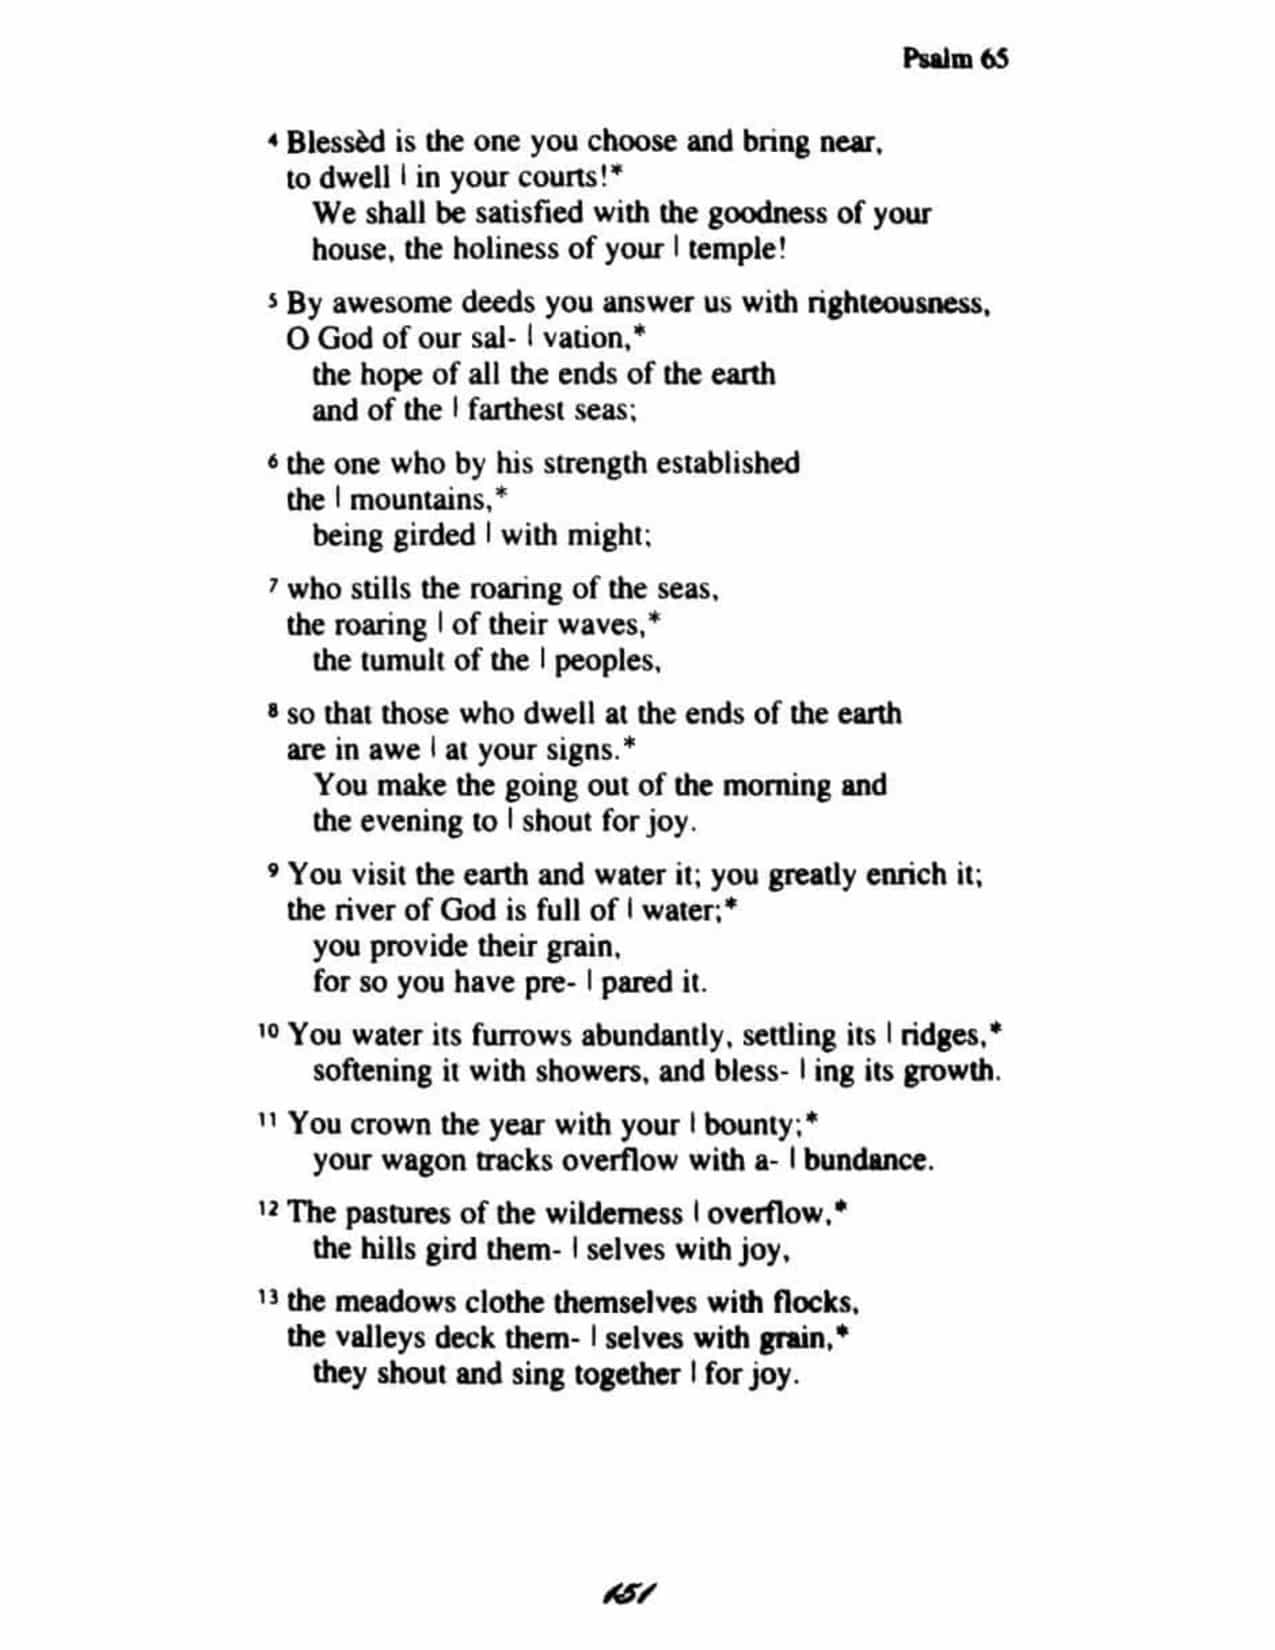 Psalm 65
4 Blessèd is the one you choose and bring near,
to dwell | in your courts!*
We shall be satisfied with the goodness of your
house, the holiness of your | temple!
5 By awesome deeds you answer us with righteousness,
O God of our sal- | vation,*
the hope of all the ends of the earth
and of the | farthest seas;
6 the one who by his strength established
the | mountains,*
being girded | with might;
7 who stills the roaring of the seas,
the roaring | of their waves,*
the tumult of the | peoples,
8 so that those who dwell at the ends of the earth
are in awe | at your signs.*
You make the going out of the morning and
the evening to | shout for joy.
9 You visit the earth and water it; you greatly enrich it;
the river of God is full of | water;*
you provide their grain,
for so you have pre- | pared it.
10 You water its furrows abundantly, settling its | ridges,*
softening it with showers, and bless- | ing its growth.
11 You crown the year with your | bounty;*
your wagon tracks overflow with a- | bundance.
12 The pastures of the wilderness | overflow,*
the hills gird them- | selves with joy,
13 the meadows clothe themselves with flocks,
the valleys deck them- | selves with grain,*
they shout and sing together | for joy.
651